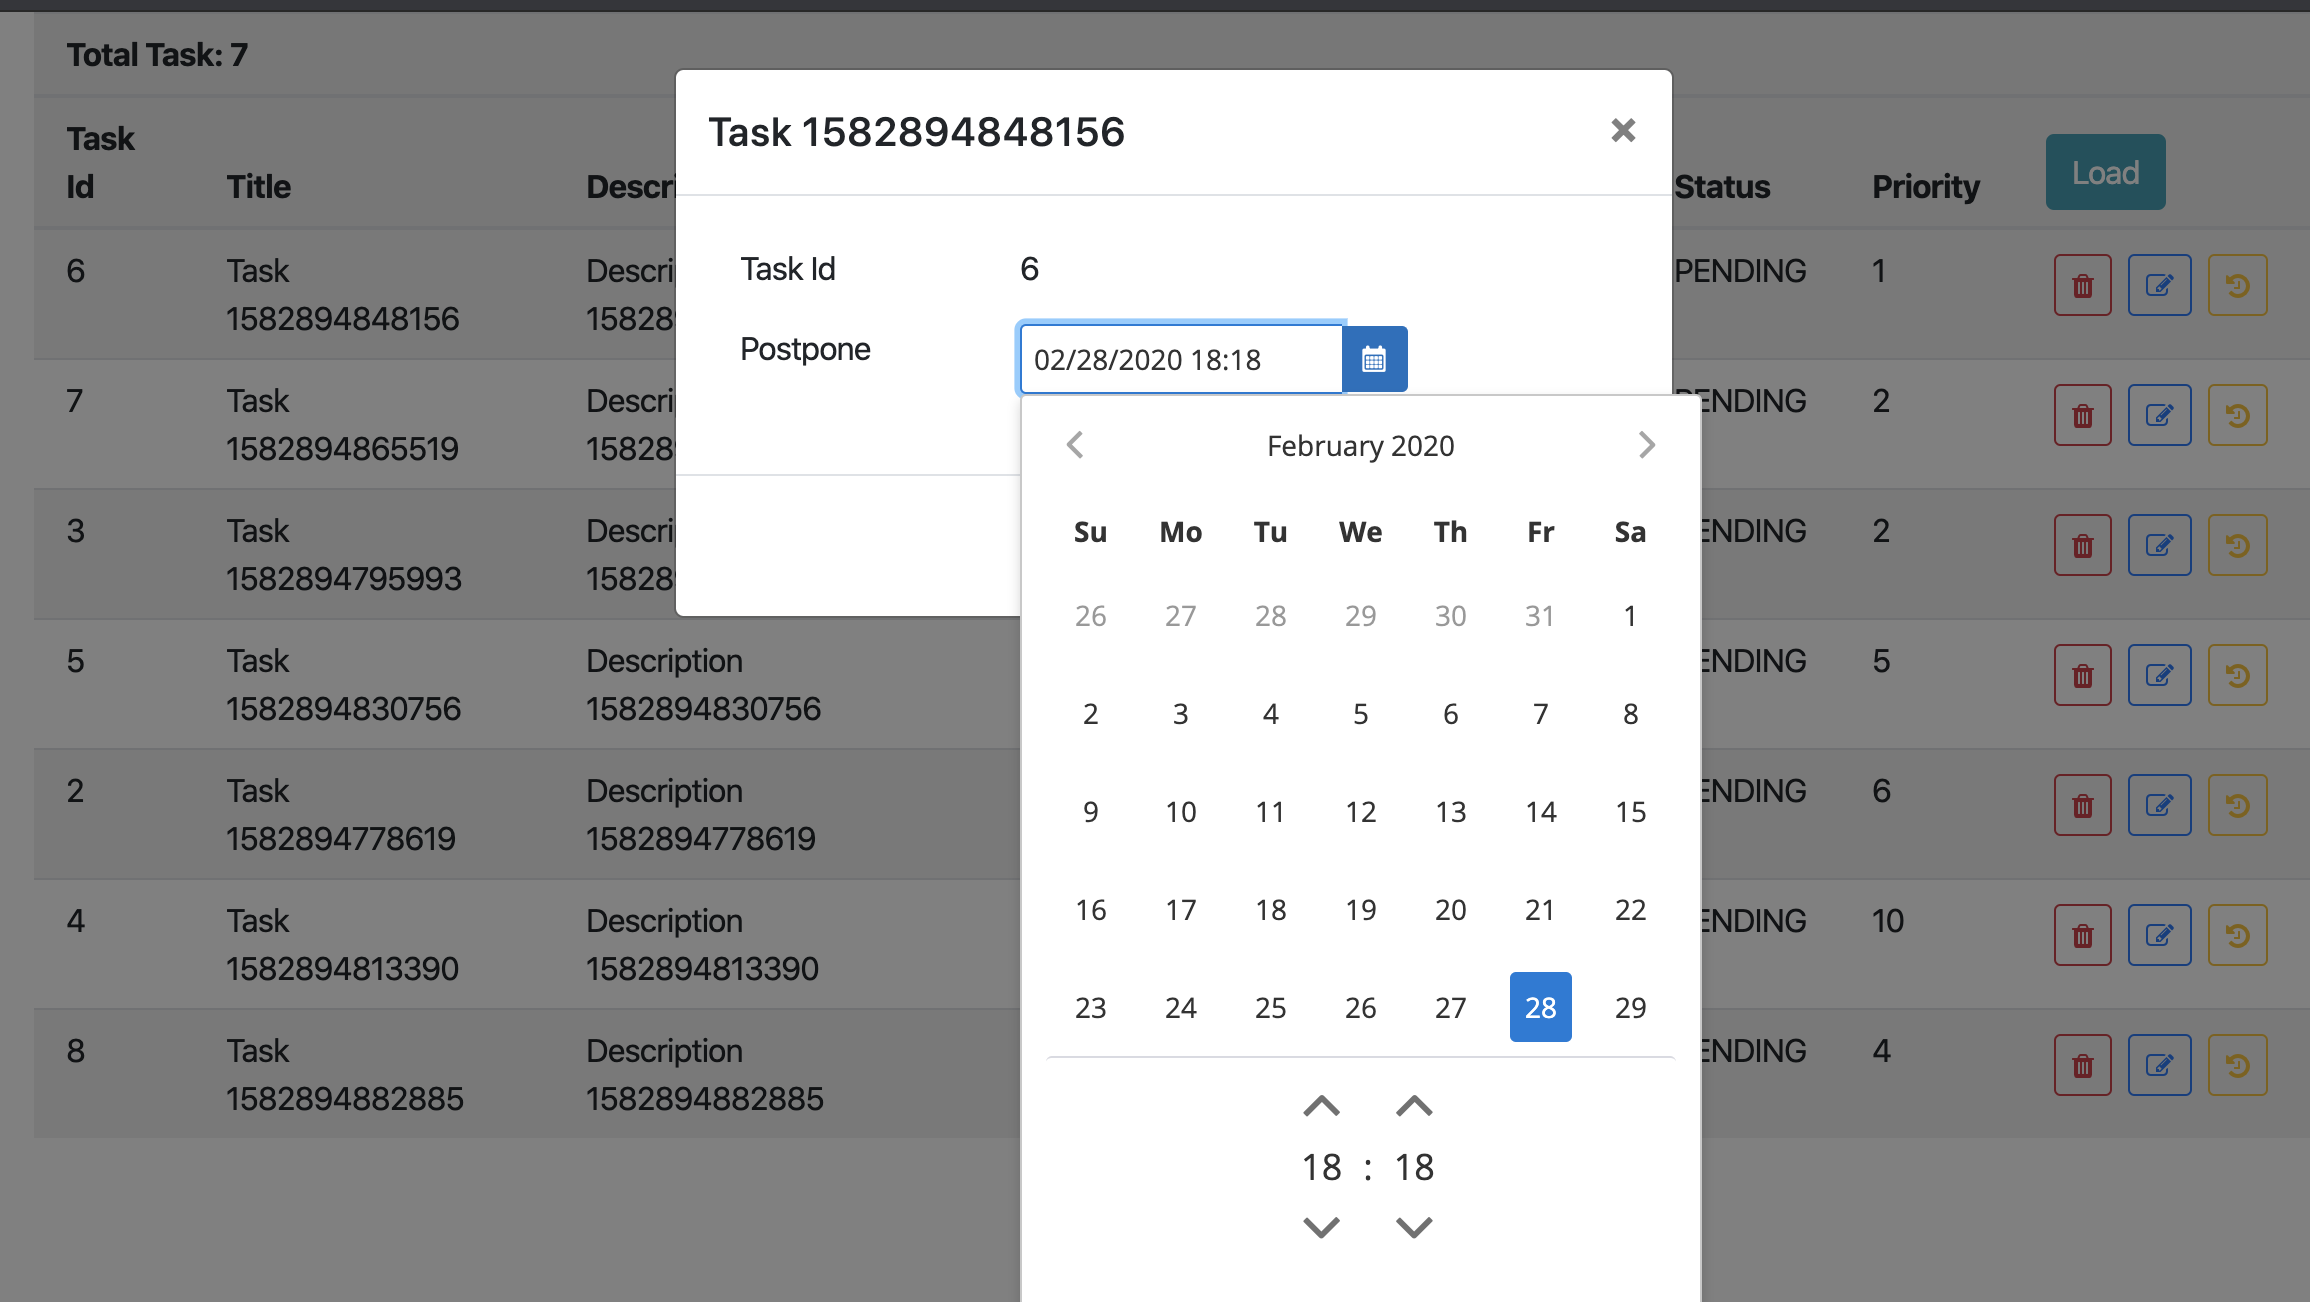 Total Task: 7
Task
Id Title Descri Status Priority Load
6 Task Descri PENDING 1
1582894848156 15828
7 Task Descri ENDING 2
1582894865519 15828
3 Task Descri ENDING 2
1582894795993 15828
5 Task Description ENDING 5
1582894830756 1582894830756
2 Task Description ENDING 6
1582894778619 1582894778619
4 Task Description ENDING 10
1582894813390 1582894813390
8 Task Description ENDING 4
1582894882885 1582894882885
Task 1582894848156 ×
Task Id 6
Postpone 02/28/2020 18:18
February 2020
Su Mo Tu We Th Fr Sa
26 27 28 29 30 31 1
2 3 4 5 6 7 8
9 10 11 12 13 14 15
16 17 18 19 20 21 22
23 24 25 26 27 28 29
18 : 18